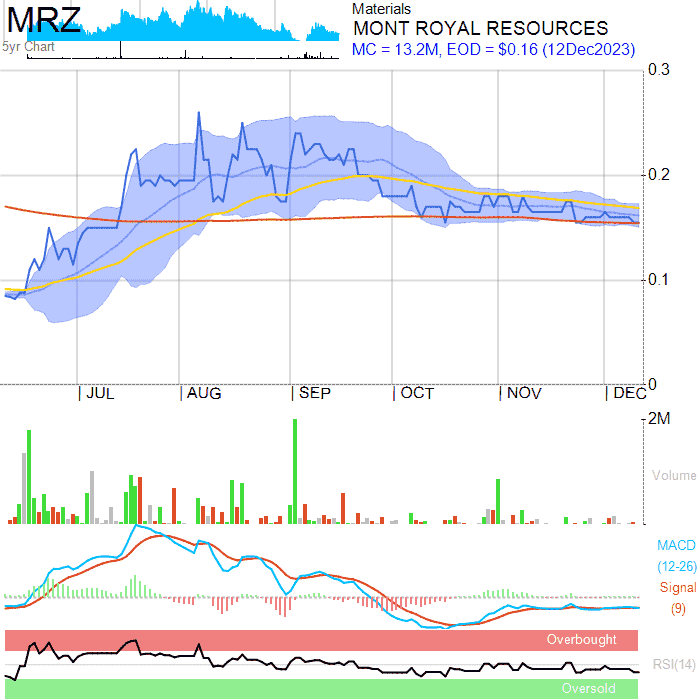 MRZ
5yr Chart
Materials
MONT ROYAL RESOURCES
MC = 13.2M, EOD = $0.16 (12Dec2023)
0.3
0.2
0.1
0
| JUL | AUG | SEP | OCT | NOV | DEC
2M
Volume
MACD
(12-26)
Signal
(9)
Overbought
RSI(14)
Oversold